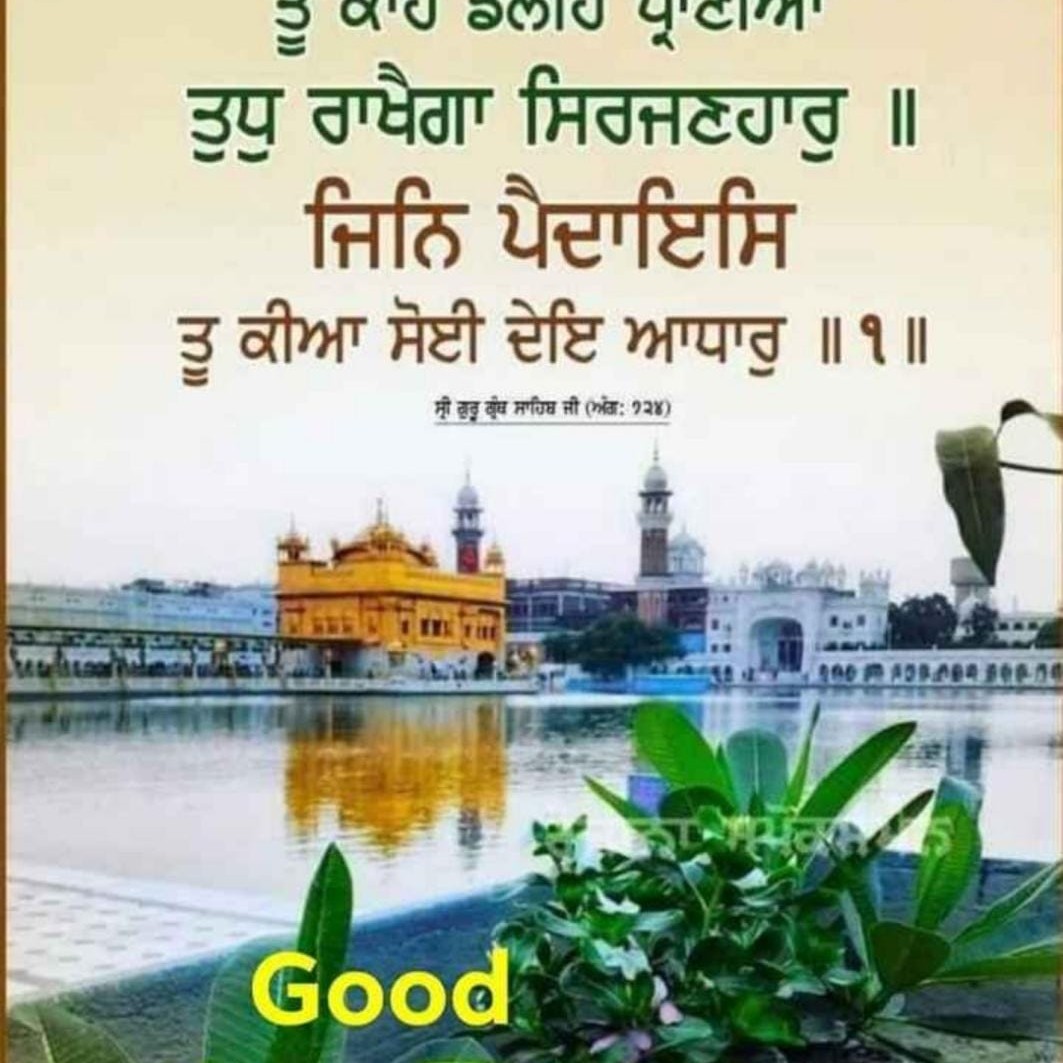 ਤੂ ਕਾਹੇ ਡੋਲਹਿ ਪ੍ਰਾਣੀਆ
ਤੁਧੁ ਰਾਖੈਗਾ ਸਿਰਜਣਹਾਰੁ ॥
ਜਿਨਿ ਪੈਦਾਇਸਿ
ਤੂ ਕੀਆ ਸੋਈ ਦੇਇ ਆਧਾਰੁ ॥੧॥
ਸ੍ਰੀ ਗੁਰੂ ਗ੍ਰੰਥ ਸਾਹਿਬ ਜੀ (ਅੰਗ: ੭੨੪)
Good